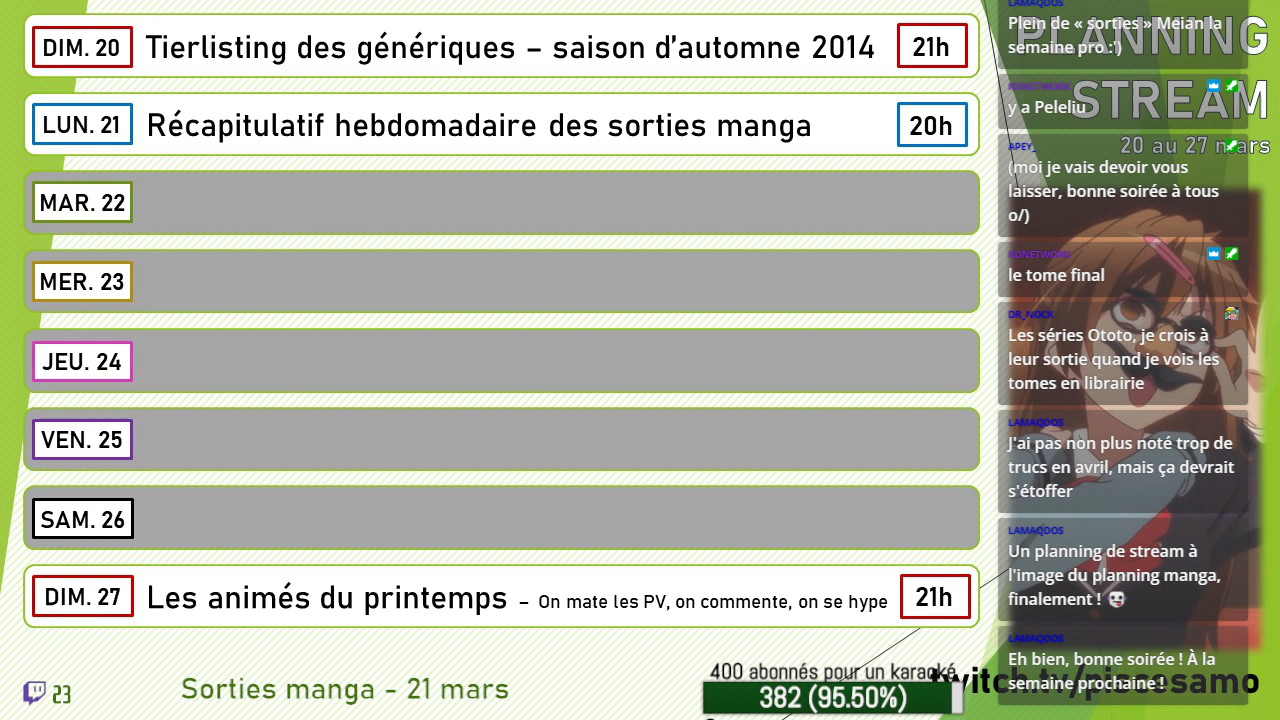 DIM. 20 Tierlisting des génériques – saison d'automne 2014 21h
LUN. 21 Récapitulatif hebdomadaire des sorties manga 20h
MAR. 22
MER. 23
JEU. 24
VEN. 25
SAM. 26
DIM. 27 Les animés du printemps – On mate les PV, on commente, on se hype 21h
23
Sorties manga - 21 mars
400 abonnés pour un karaoké
382 (95.50%)
twitch.tv/piscesamo
PLANNING
STREAM
20 au 27 mars
LAMAQDOS
Plein de « sorties » Meian la
semaine pro :')
y a Peleliu
APEY_
(moi je vais devoir vous
laisser, bonne soirée à tous
o/)
le tome final
DR_NOCK
Les séries Ototo, je crois à
leur sortie quand je vois les
tomes en librairie
LAMAQDOS
J'ai pas non plus noté trop de
trucs en avril, mais ça devrait
s'étoffer
LAMAQDOS
Un planning de stream à
l'image du planning manga,
finalement !
LAMAQDOS
Eh bien, bonne soirée ! À la
semaine prochaine !